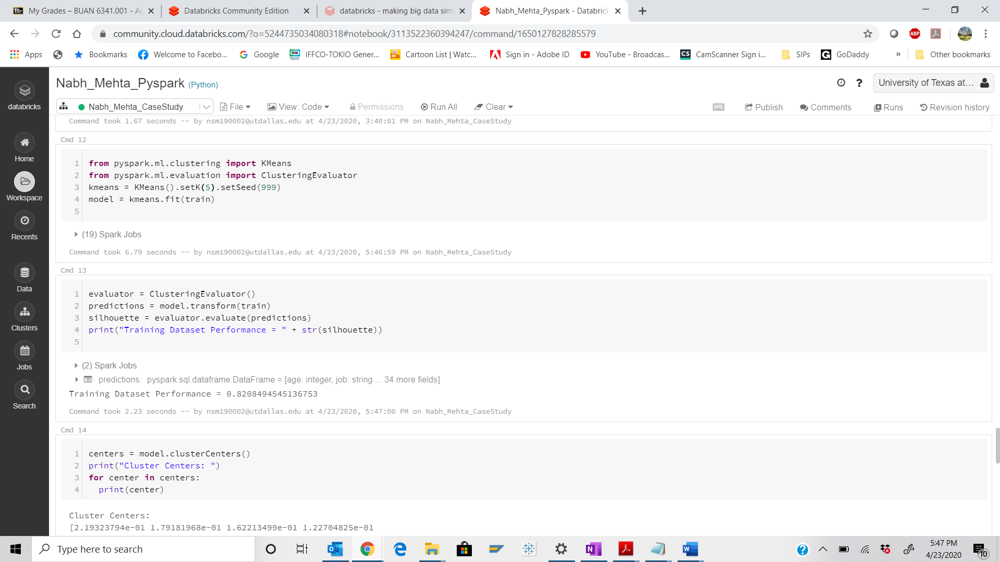 My Grades – BUAN 6341.001 - Ap
Databricks Community Edition
databricks - making big data sim
Nabh_Mehta_Pyspark - Databrick
community.cloud.databricks.com/?o=5244735034080318#notebook/3113522360394247/command/1650127828285579
ABP
Apps
Bookmarks
Welcome to Facebo...
Google
IFFCO-TOKIO Gener...
Cartoon List | Watc...
Sign in - Adobe ID
YouTube - Broadcas...
CS
CamScanner Sign i...
SIPs
GoDaddy
»
Other bookmarks
databricks
Home
Workspace
Recents
Data
Clusters
Jobs
Search
Nabh_Mehta_Pyspark (Python)
?
University of Texas at...
Nabh_Mehta_CaseStudy
File
View: Code
Permissions
Run All
Clear
Publish
Comments
Runs
Revision history
Command took 1.67 seconds -- by nsm190002@utdallas.edu at 4/23/2020, 3:40:01 PM on Nabh_Mehta_CaseStudy
Cmd 12
1 from pyspark.ml.clustering import KMeans
2 from pyspark.ml.evaluation import ClusteringEvaluator
3 kmeans = KMeans().setK(5).setSeed(999)
4 model = kmeans.fit(train)
5
(19) Spark Jobs
Command took 6.79 seconds -- by nsm190002@utdallas.edu at 4/23/2020, 5:46:59 PM on Nabh_Mehta_CaseStudy
Cmd 13
1 evaluator = ClusteringEvaluator()
2 predictions = model.transform(train)
3 silhouette = evaluator.evaluate(predictions)
4 print("Training Dataset Performance = " + str(silhouette))
5
(2) Spark Jobs
predictions: pyspark.sql.dataframe.DataFrame = [age: integer, job: string ... 34 more fields]
Training Dataset Performance = 0.8208494545136753
Command took 2.23 seconds -- by nsm190002@utdallas.edu at 4/23/2020, 5:47:00 PM on Nabh_Mehta_CaseStudy
Cmd 14
1 centers = model.clusterCenters()
2 print("Cluster Centers: ")
3 for center in centers:
4   print(center)
Cluster Centers:
[2.19323794e-01 1.79181968e-01 1.62213499e-01 1.22704825e-01
Type here to search
5:47 PM
4/23/2020
10